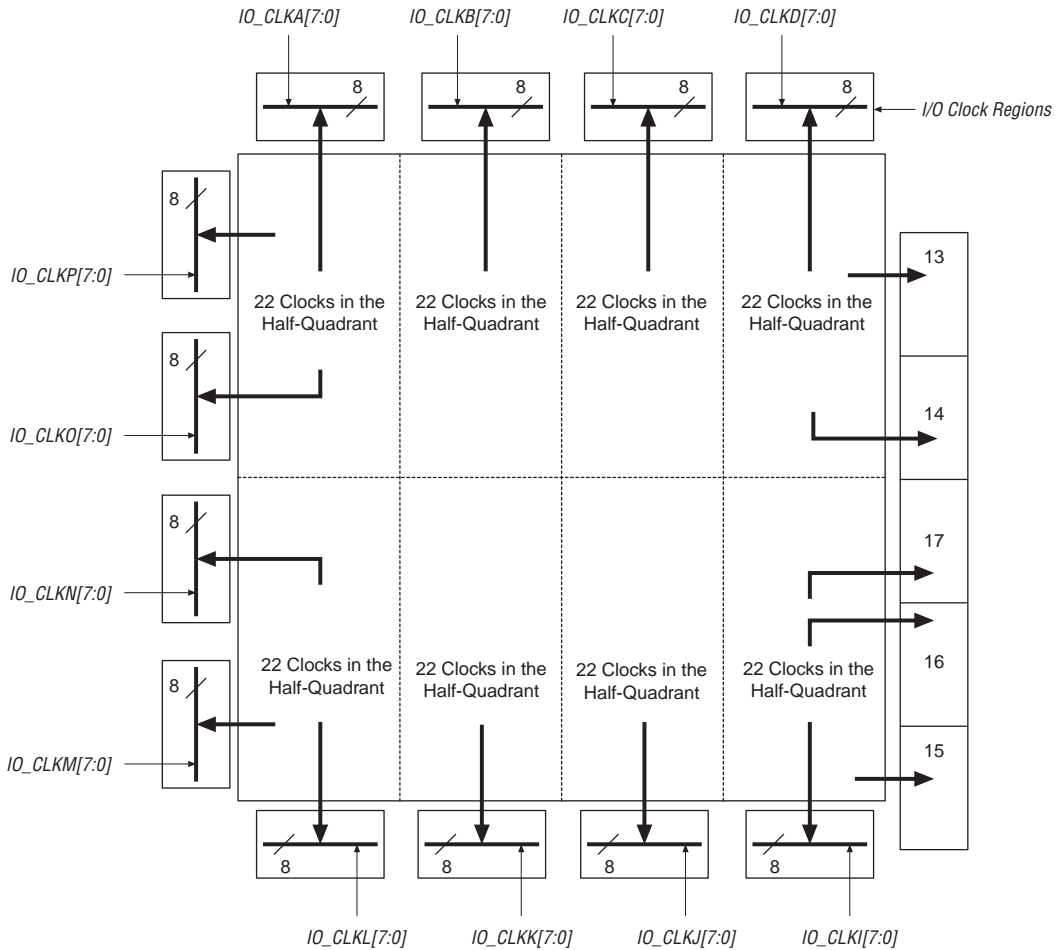 IO_CLKA[7:0]
IO_CLKB[7:0]
IO_CLKC[7:0]
IO_CLKD[7:0]
8
8
8
8
I/O Clock Regions
8
IO_CLKP[7:0]
13
22 Clocks in the
Half-Quadrant
22 Clocks in the
Half-Quadrant
22 Clocks in the
Half-Quadrant
22 Clocks in the
Half-Quadrant
8
IO_CLKO[7:0]
14
8
IO_CLKN[7:0]
17
22 Clocks in the
Half-Quadrant
22 Clocks in the
Half-Quadrant
22 Clocks in the
Half-Quadrant
22 Clocks in the
Half-Quadrant
16
8
IO_CLKM[7:0]
15
8
8
8
8
IO_CLKL[7:0]
IO_CLKK[7:0]
IO_CLKJ[7:0]
IO_CLKI[7:0]